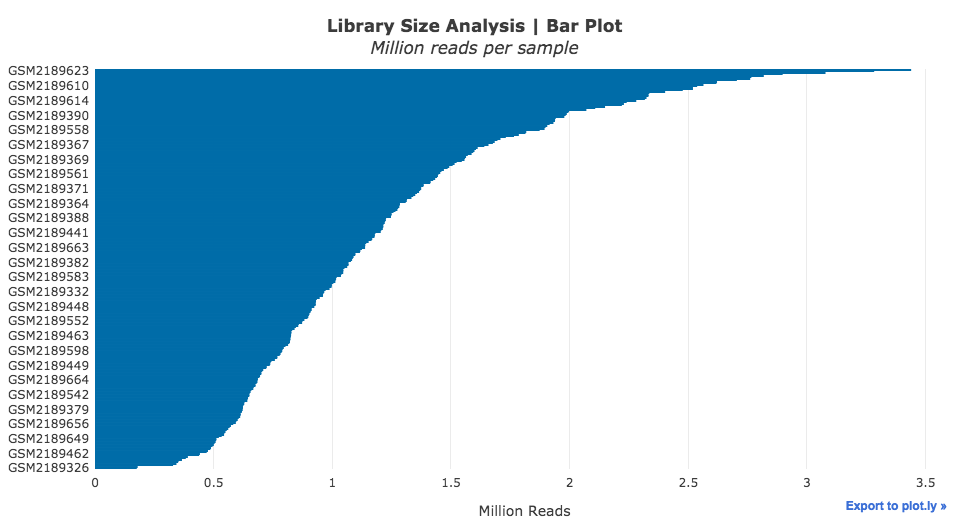 Library Size Analysis | Bar Plot
Million reads per sample
GSM2189623
GSM2189610
GSM2189614
GSM2189390
GSM2189558
GSM2189367
GSM2189369
GSM2189561
GSM2189371
GSM2189364
GSM2189388
GSM2189441
GSM2189663
GSM2189382
GSM2189583
GSM2189332
GSM2189448
GSM2189552
GSM2189463
GSM2189598
GSM2189449
GSM2189664
GSM2189542
GSM2189379
GSM2189656
GSM2189649
GSM2189462
GSM2189326
0 0.5 1 1.5 2 2.5 3 3.5
Million Reads
Export to plot.ly »